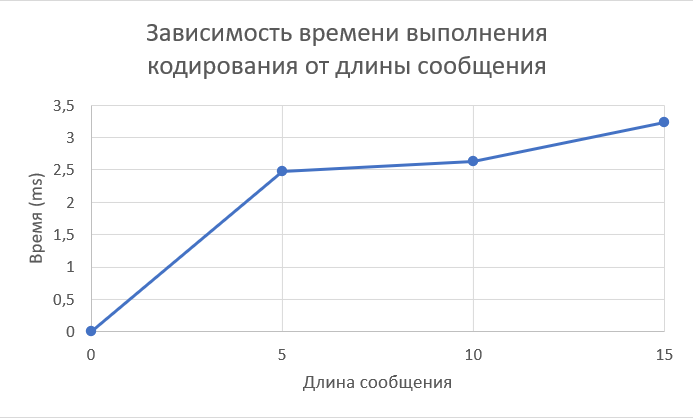 Зависимость времени выполнения
кодирования от длины сообщения
3,5
3
2,5
2
1,5
1
0,5
0
Время (ms)
0 5 10 15
Длина сообщения